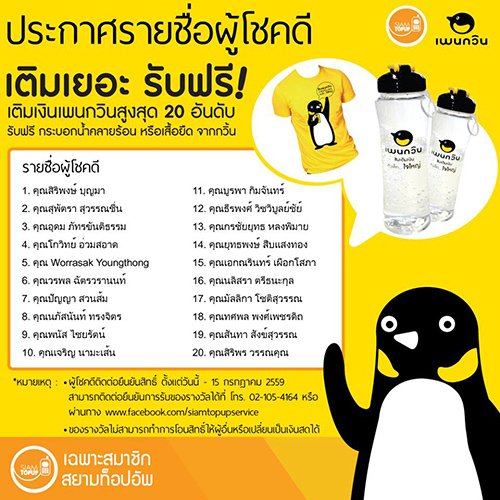 ประกาศรายชื่อผู้โชคดี
SIAM TOPUP
เพนกวิน
เติมเยอะ รับฟรี!
เติมเงินเพนกวินสูงสุด 20 อันดับ
รับฟรี กระบอกน้ำคลายร้อน หรือเสื้อยืด จากกวิ้น
รายชื่อผู้โชคดี
1. คุณสิริพงษ์ บุญมา
2. คุณสุพัตรา สุวรรณชื่น
3. คุณอุดม ภัทรขันติธรรม
4. คุณโกวิทย์ อ่วมสอาด
5. คุณ Worrasak Youngthong
6. คุณวรพล ฉัตรวรานนท์
7. คุณปัญญา สวนส้ม
8. คุณนภัสนันท์ ทรงจิตร
9. คุณพนัส ไชยรัตน์
10. คุณเจริญ นามะเส้น
11. คุณบูรพา กิมจันทร์
12. คุณธีรพงศ์ วิชวิบูลย์ชัย
13. คุณกรชัยยุทธ หลงพิมาย
14. คุณยุทธพงษ์ สืบแสงทอง
15. คุณเอกณรินทร์ เผือกโสภา
16. คุณนลิสรา ตรีธนะกุล
17. คุณมัลลิกา โชติสุวรรณ
18. คุณทศพล พงศ์เพชรดิถ
19. คุณสันทา สังข์สุวรรณ
20. คุณสิริพร วรรณคุณ
เพนกวิน
ซิมเติมเงิน
ตัวเล็ก... ใจใหญ่
เพนกวิน
*หมายเหตุ : • ผู้โชคดีติดต่อยืนยันสิทธิ์ ตั้งแต่วันนี้ - 15 กรกฎาคม 2559
สามารถติดต่อยืนยันการรับของรางวัลได้ที่ โทร. 02-105-4164 หรือ
ผ่านทาง www.facebook.com/siamtopupservice
• ของรางวัลไม่สามารถทำการโอนสิทธิ์ให้ผู้อื่นหรือเปลี่ยนเป็นเงินสดได้
SIAM TOPUP
เฉพาะสมาชิก
สยามท็อปอัพ